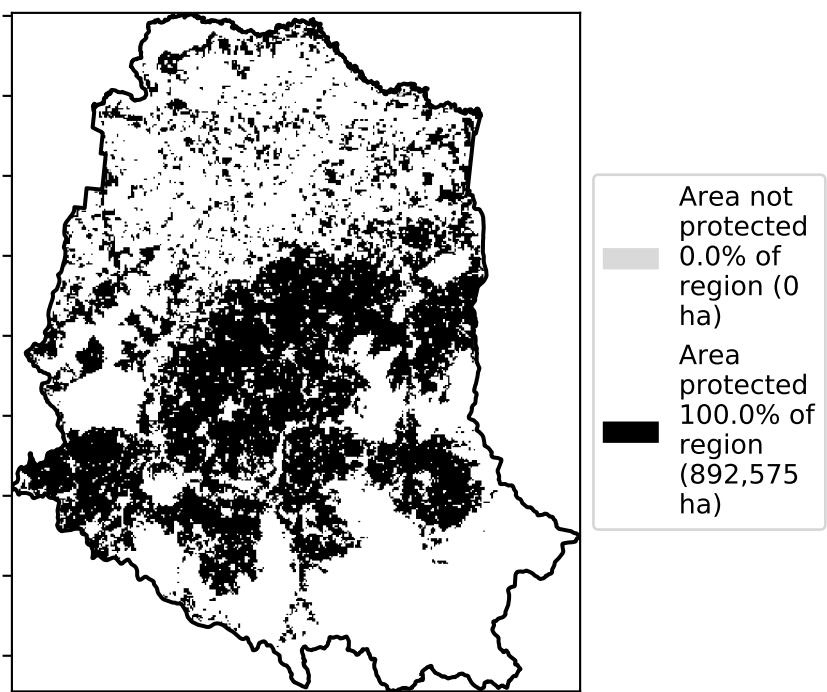 Area not
protected
0.0% of
region (0
ha)
Area
protected
100.0% of
region
(892,575
ha)